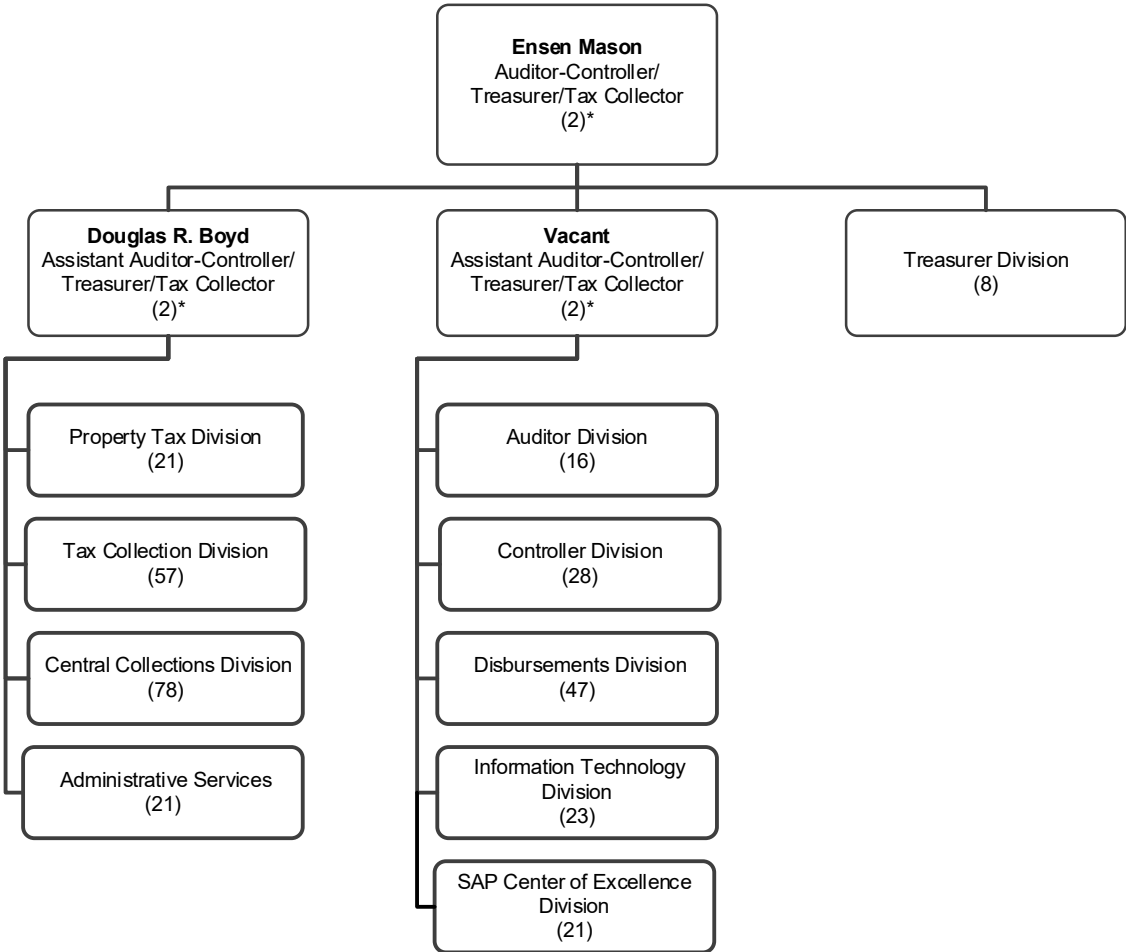 Ensen Mason
Auditor-Controller/
Treasurer/Tax Collector
(2)*
Douglas R. Boyd
Assistant Auditor-Controller/
Treasurer/Tax Collector
(2)*
Vacant
Assistant Auditor-Controller/
Treasurer/Tax Collector
(2)*
Treasurer Division
(8)
Property Tax Division
(21)
Tax Collection Division
(57)
Central Collections Division
(78)
Administrative Services
(21)
Auditor Division
(16)
Controller Division
(28)
Disbursements Division
(47)
Information Technology
Division
(23)
SAP Center of Excellence
Division
(21)